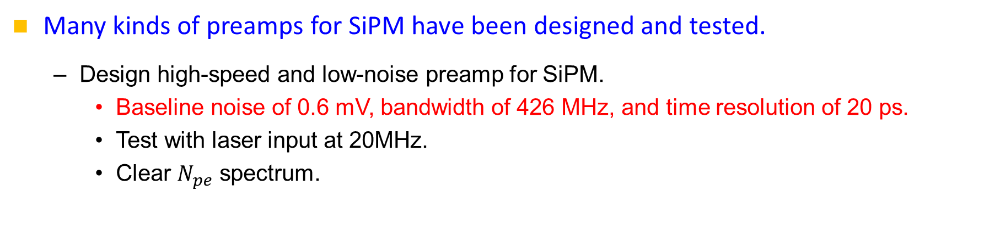 ■ Many kinds of preamps for SiPM have been designed and tested.
– Design high-speed and low-noise preamp for SiPM.
• Baseline noise of 0.6 mV, bandwidth of 426 MHz, and time resolution of 20 ps.
• Test with laser input at 20MHz.
• Clear $N_{pe}$ spectrum.